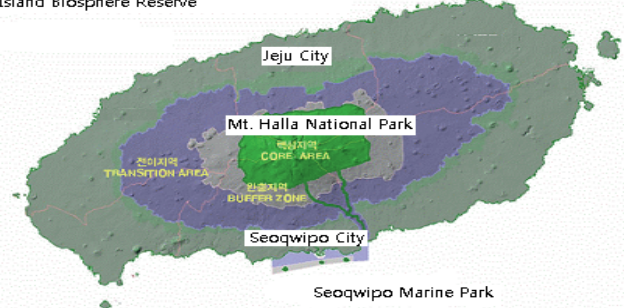 Island Biosphere Reserve
Jeju City
Mt. Halla National Park
핵심지역
CORE AREA
전이지역
TRANSITION AREA
완충지역
BUFFER ZONE
Seoqwipo City
Seoqwipo Marine Park